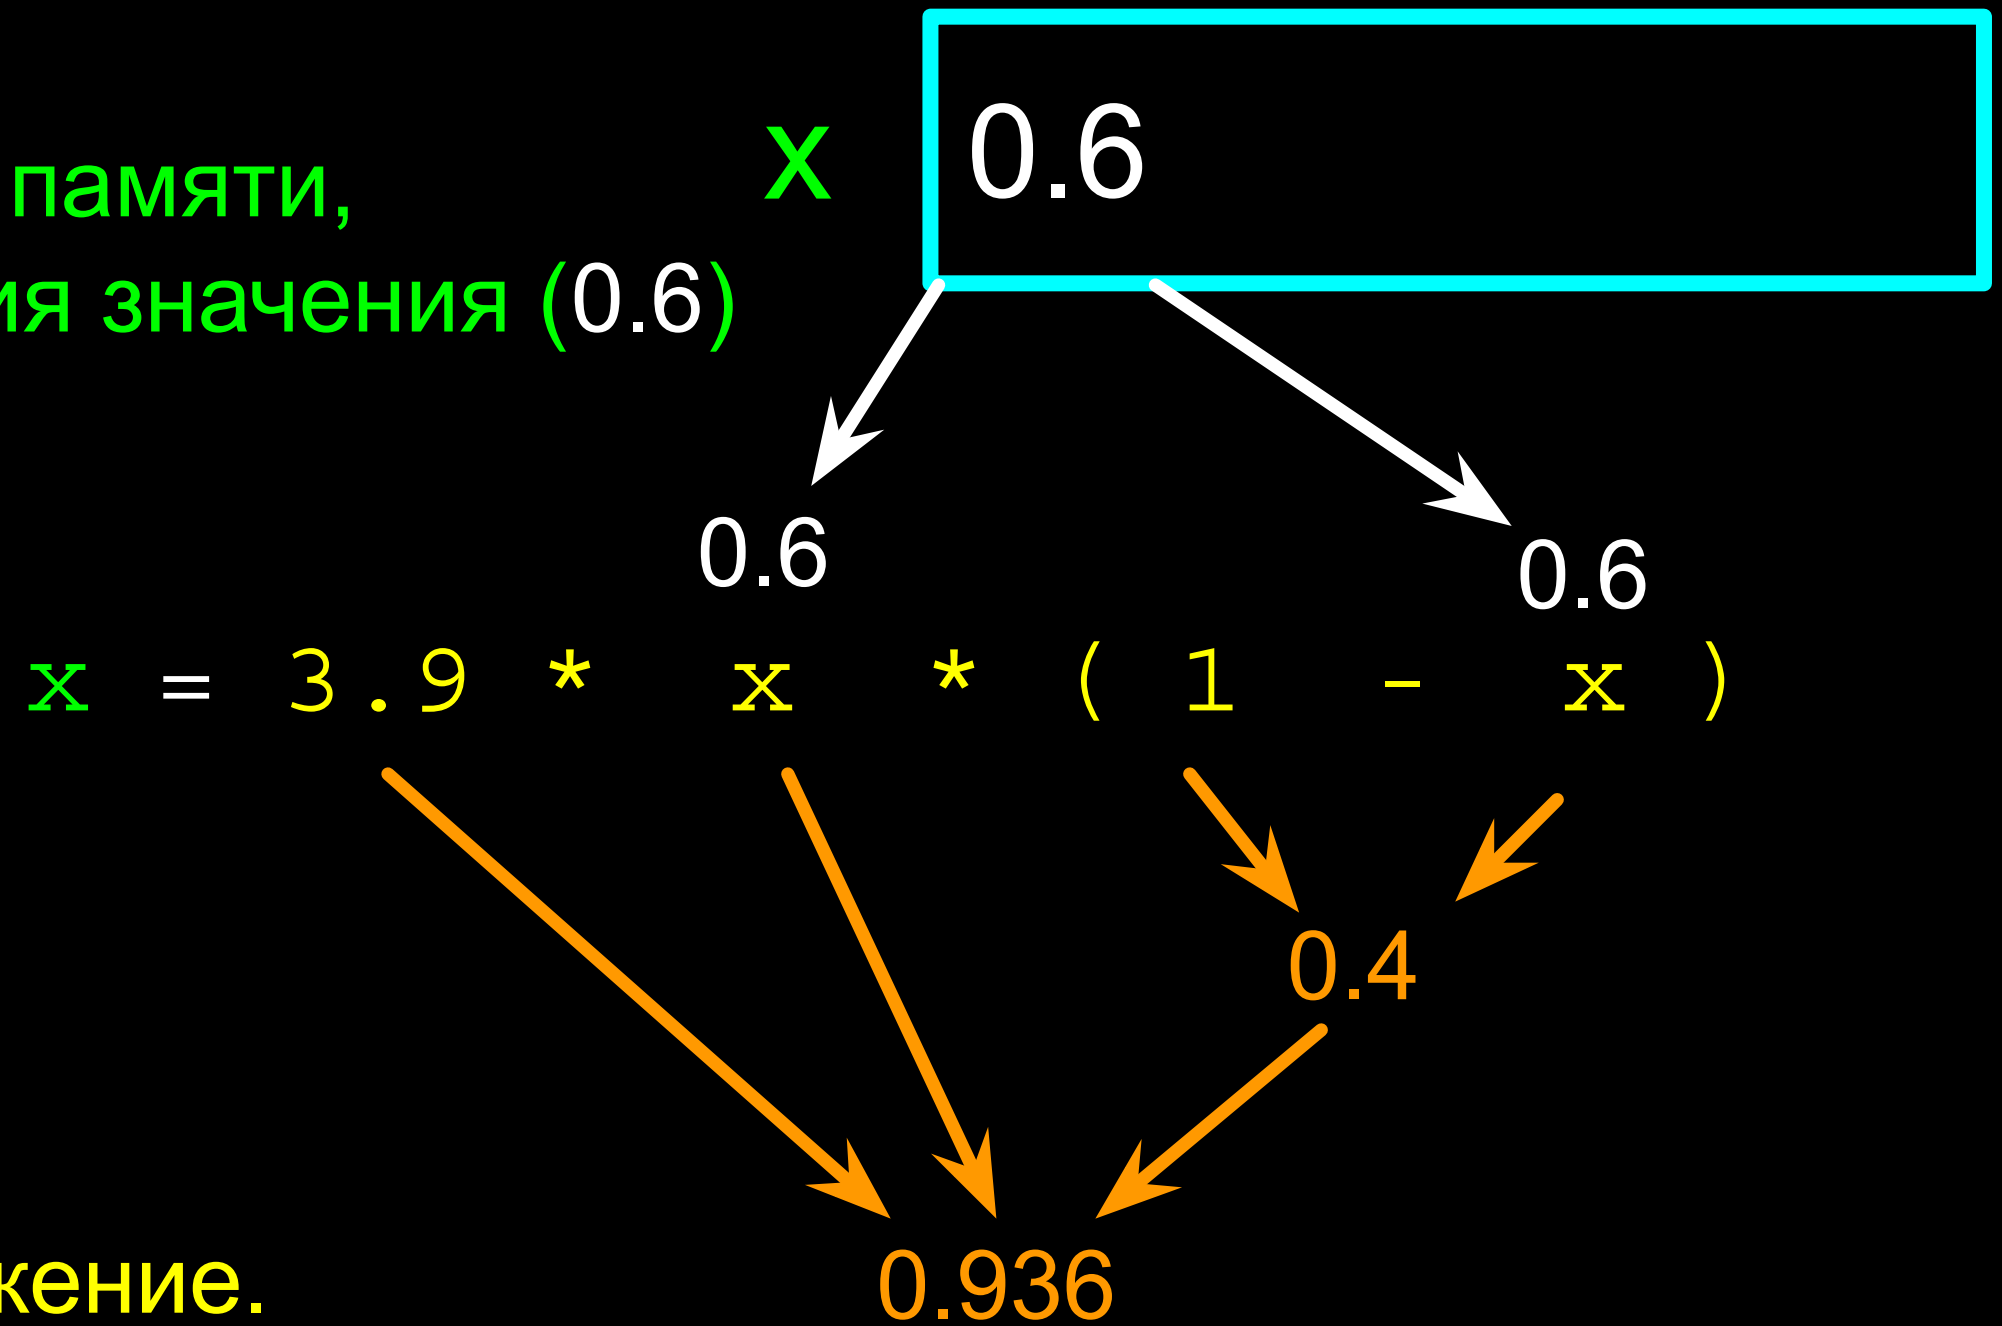 x 0.6
памяти,
ия значения (0.6)
0.6 0.6
x = 3.9 * x * ( 1 - x )
0.4
жение. 0.936